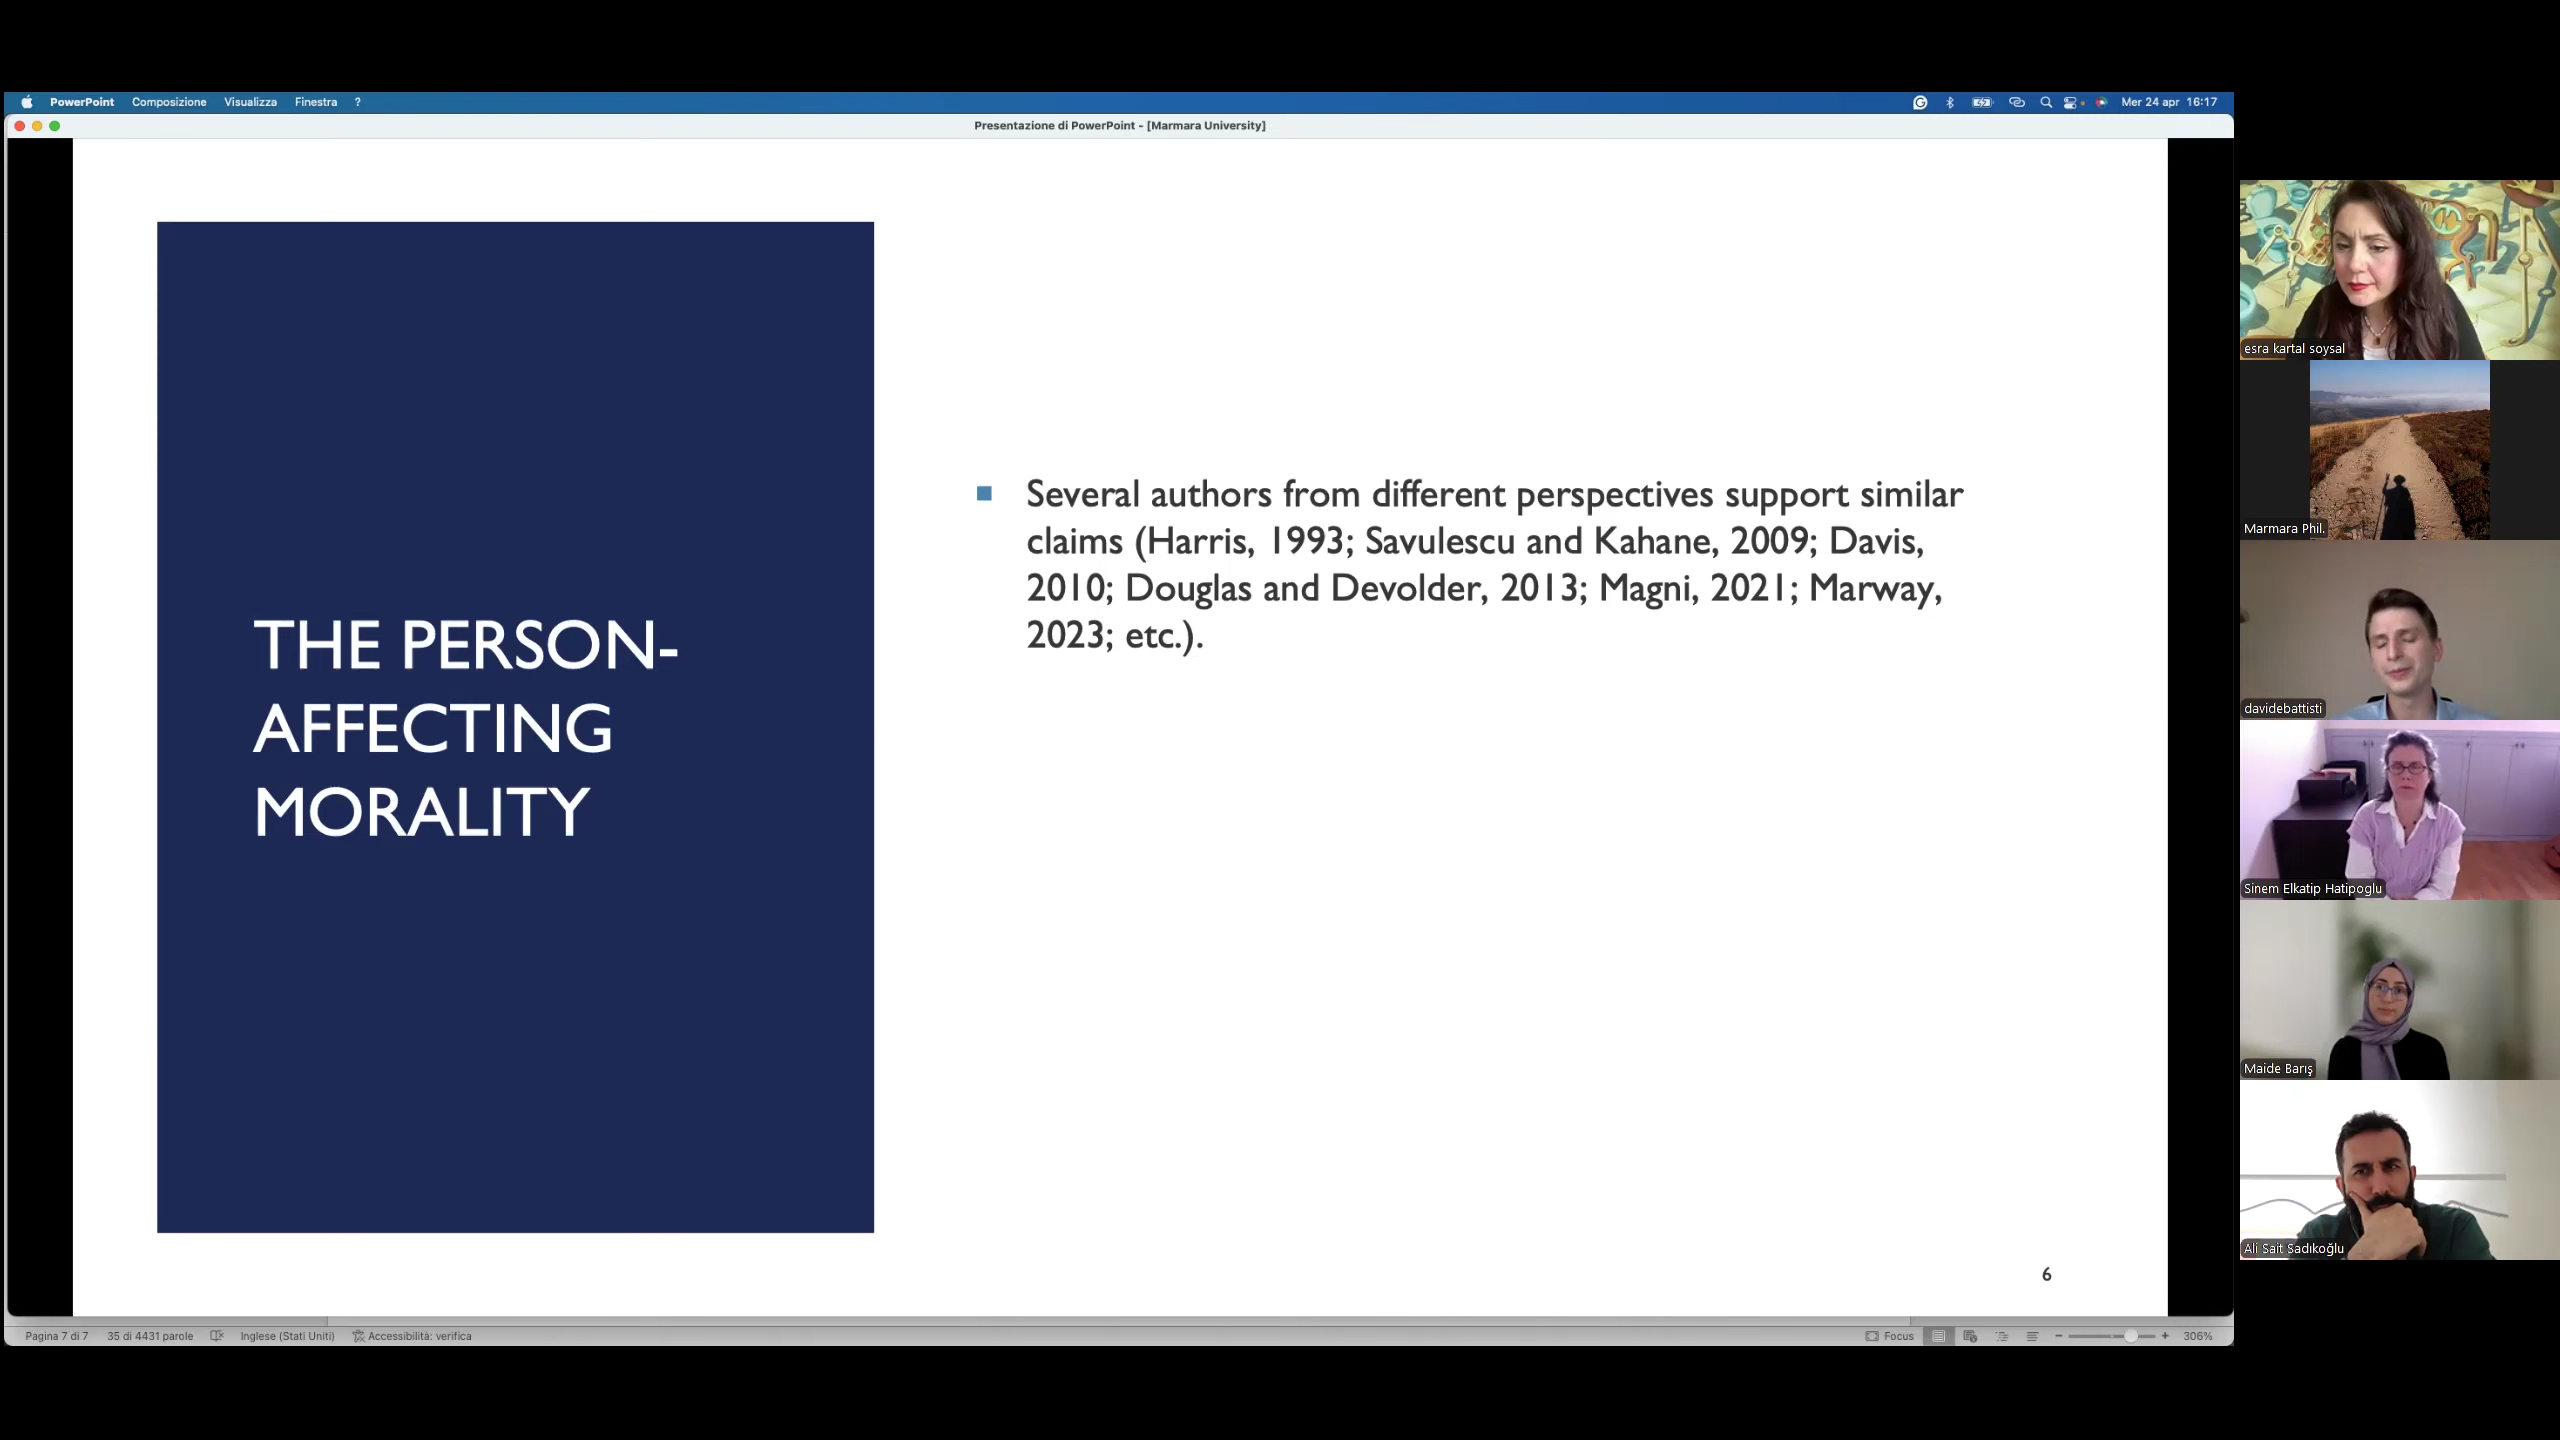 PowerPoint Composizione Visualizza Finestra ? Mer 24 apr 16:17
Presentazione di PowerPoint - [Marmara University]
THE PERSON-
AFFECTING
MORALITY
Several authors from different perspectives support similar
claims (Harris, 1993; Savulescu and Kahane, 2009; Davis,
2010; Douglas and Devolder, 2013; Magni, 2021; Marway,
2023; etc.).
6
Pagina 7 di 7 35 di 4431 parole Inglese (Stati Uniti) Accessibilità: verifica Focus 306%
esra kartal soysal
Marmara Phil.
davidebattisti
Sinem Elkatip Hatipoglu
Maide Barış
Ali Sait Sadıkoğlu